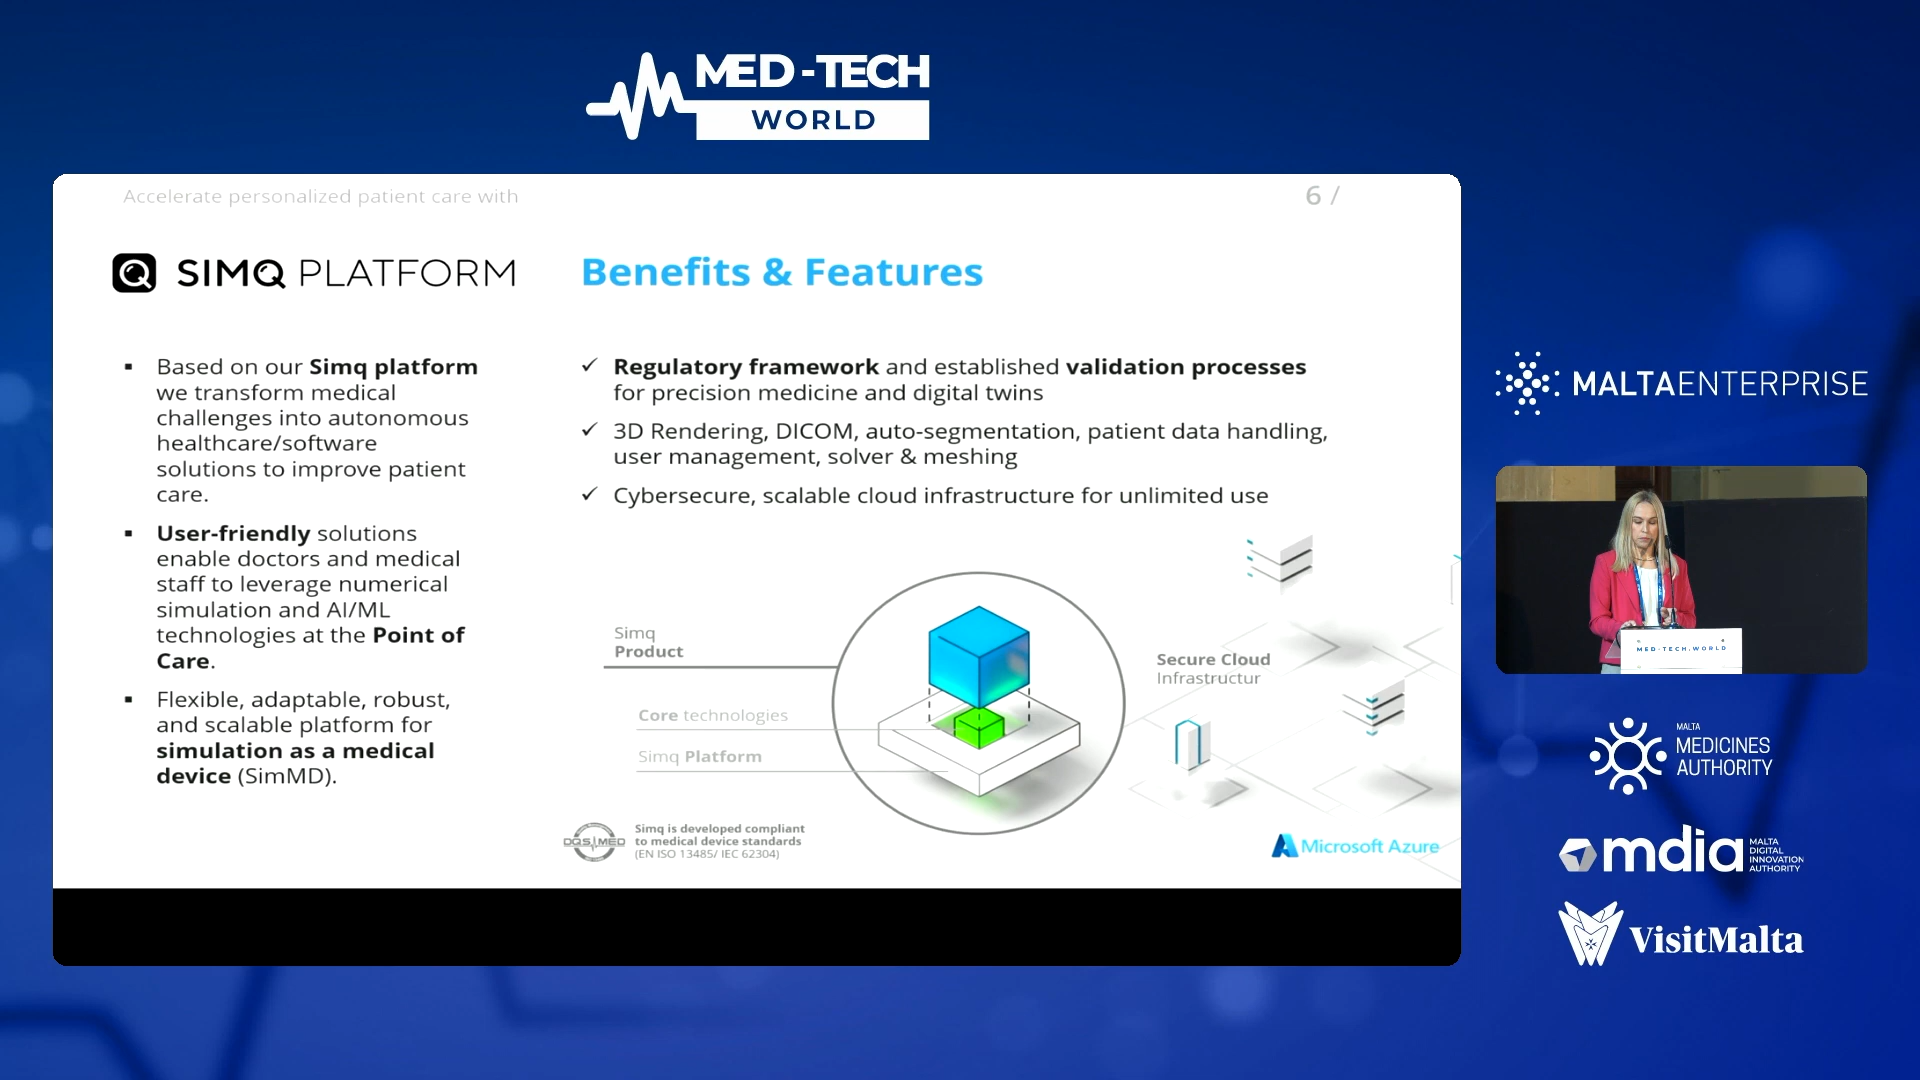 MED-TECH
WORLD
Accelerate personalized patient care with
6 /
SIMQ PLATFORM
Benefits & Features
▪ Based on our Simq platform
we transform medical
challenges into autonomous
healthcare/software
solutions to improve patient
care.
▪ User-friendly solutions
enable doctors and medical
staff to leverage numerical
simulation and AI/ML
technologies at the Point of
Care.
▪ Flexible, adaptable, robust,
and scalable platform for
simulation as a medical
device (SimMD).
✓ Regulatory framework and established validation processes
for precision medicine and digital twins
✓ 3D Rendering, DICOM, auto-segmentation, patient data handling,
user management, solver & meshing
✓ Cybersecure, scalable cloud infrastructure for unlimited use
Simq
Product
Core technologies
Simq Platform
Secure Cloud
Infrastructur
DQS MED
Simq is developed compliant
to medical device standards
(EN ISO 13485/ IEC 62304)
Microsoft Azure
MALTAENTERPRISE
MED-TECH.WORLD
MALTA
MEDICINES
AUTHORITY
mdia
MALTA
DIGITAL
INNOVATION
AUTHORITY
VisitMalta